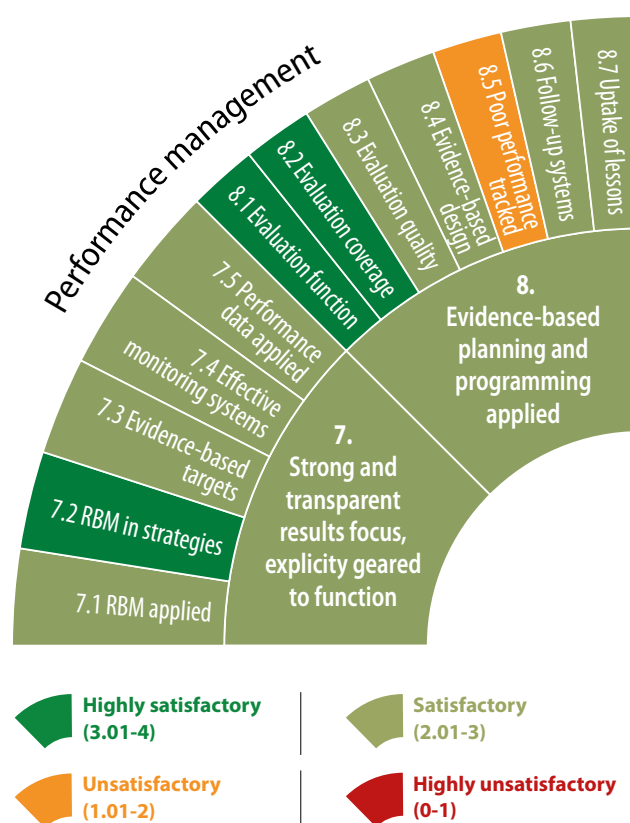 Performance management
7.1 RBM applied
7.2 RBM in strategies
7.3 Evidence-based
targets
7.4 Effective
monitoring systems
7.5 Performance
data applied
8.1 Evaluation function
8.2 Evaluation coverage
8.3 Evaluation quality
8.4 Evidence-based
design
8.5 Poor performance
tracked
8.6 Follow-up systems
8.7 Uptake of lessons
7.
Strong and
transparent
results focus,
explicity geared
to function
8.
Evidence-based
planning and
programming
applied
Highly satisfactory
(3.01-4)
Satisfactory
(2.01-3)
Unsatisfactory
(1.01-2)
Highly unsatisfactory
(0-1)